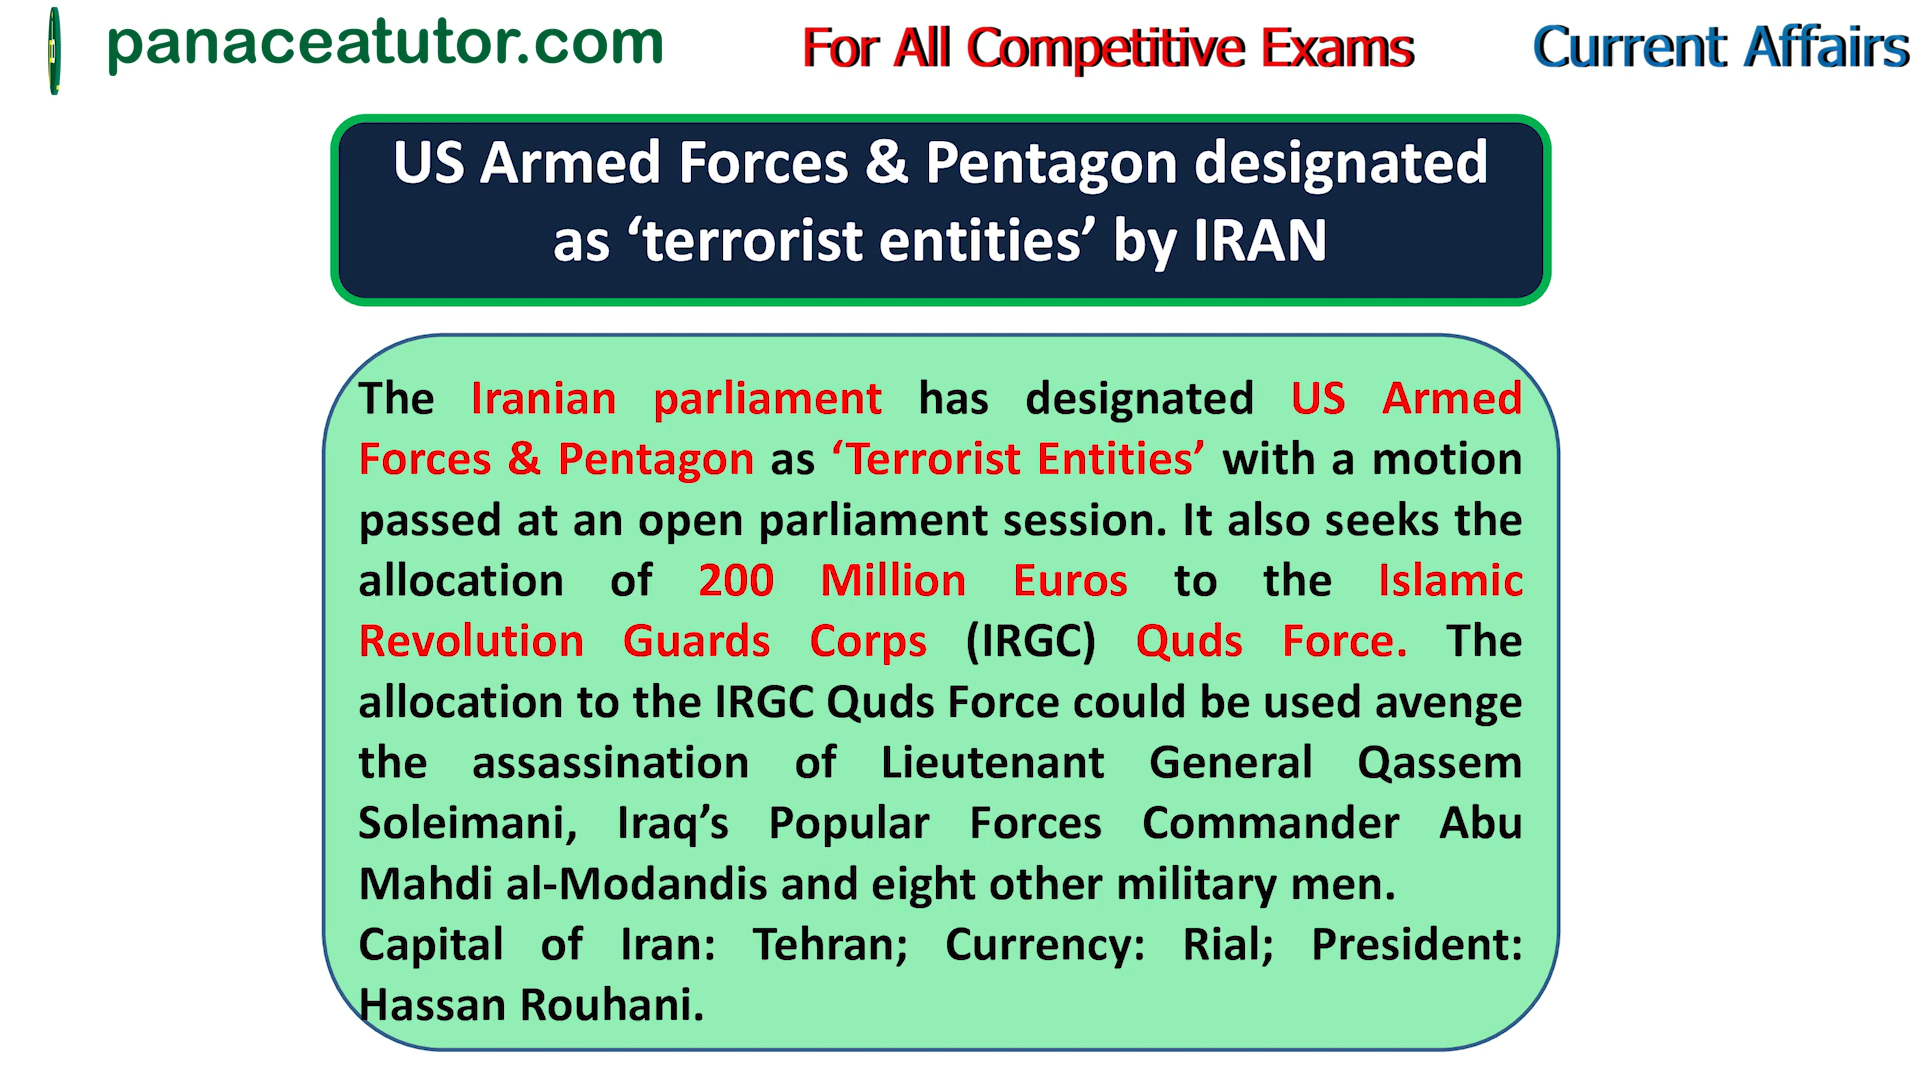 panaceatutor.com
For All Competitive Exams
Current Affairs
US Armed Forces & Pentagon designated
as ‘terrorist entities’ by IRAN
The Iranian parliament has designated US Armed
Forces & Pentagon as ‘Terrorist Entities’ with a motion
passed at an open parliament session. It also seeks the
allocation of 200 Million Euros to the Islamic
Revolution Guards Corps (IRGC) Quds Force. The
allocation to the IRGC Quds Force could be used avenge
the assassination of Lieutenant General Qassem
Soleimani, Iraq’s Popular Forces Commander Abu
Mahdi al-Modandis and eight other military men.
Capital of Iran: Tehran; Currency: Rial; President:
Hassan Rouhani.